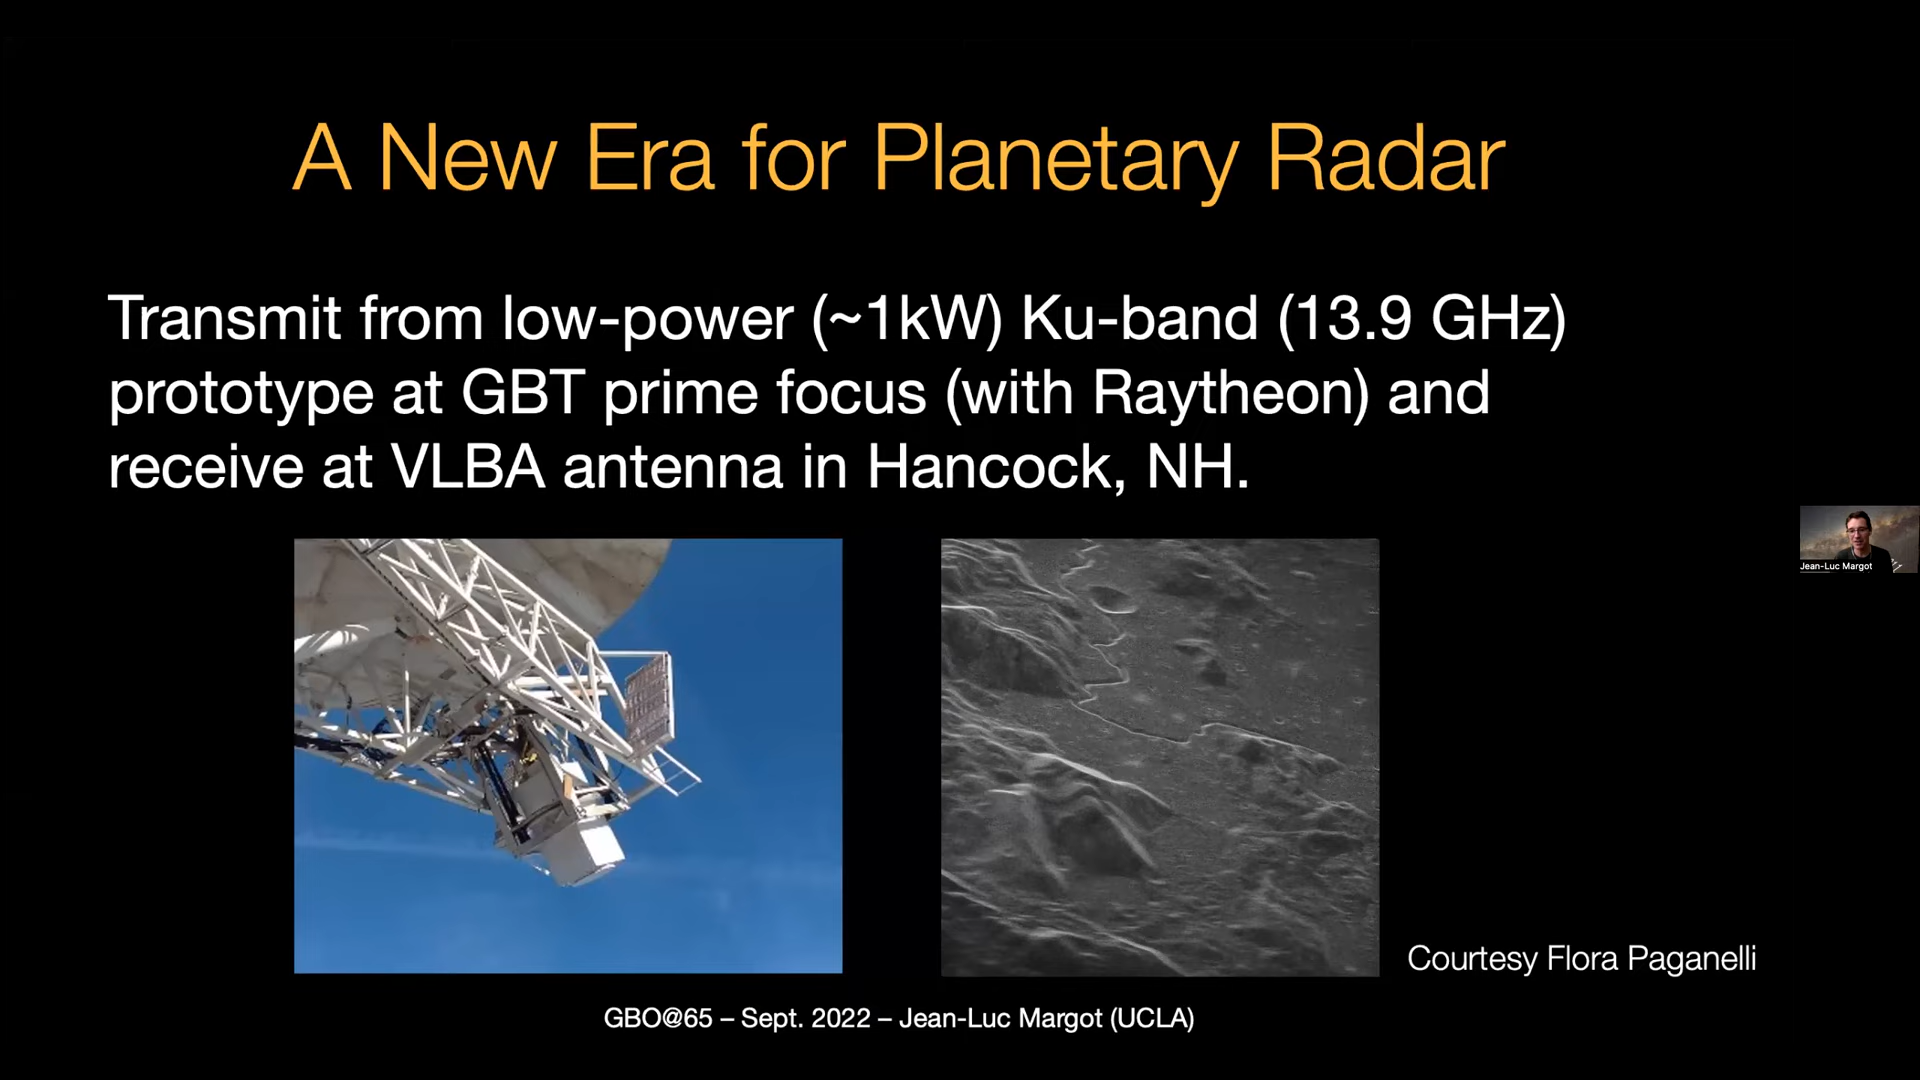 A New Era for Planetary Radar
Transmit from low-power (~1kW) Ku-band (13.9 GHz)
prototype at GBT prime focus (with Raytheon) and
receive at VLBA antenna in Hancock, NH.
Jean-Luc Margot
Courtesy Flora Paganelli
GBO@65 – Sept. 2022 – Jean-Luc Margot (UCLA)